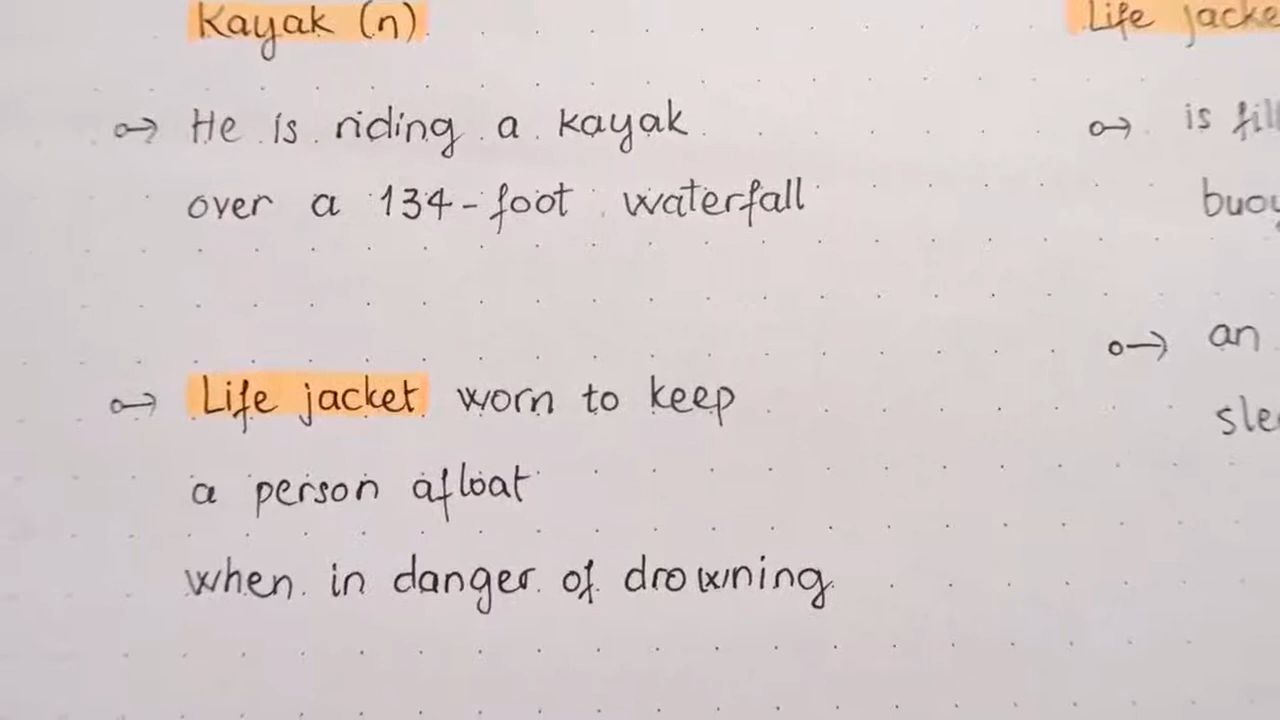 Kayak (n)
He is riding a kayak
over a 134-foot waterfall
Life jacket worn to keep
a person afloat
when in danger of drowning
Life
is
an